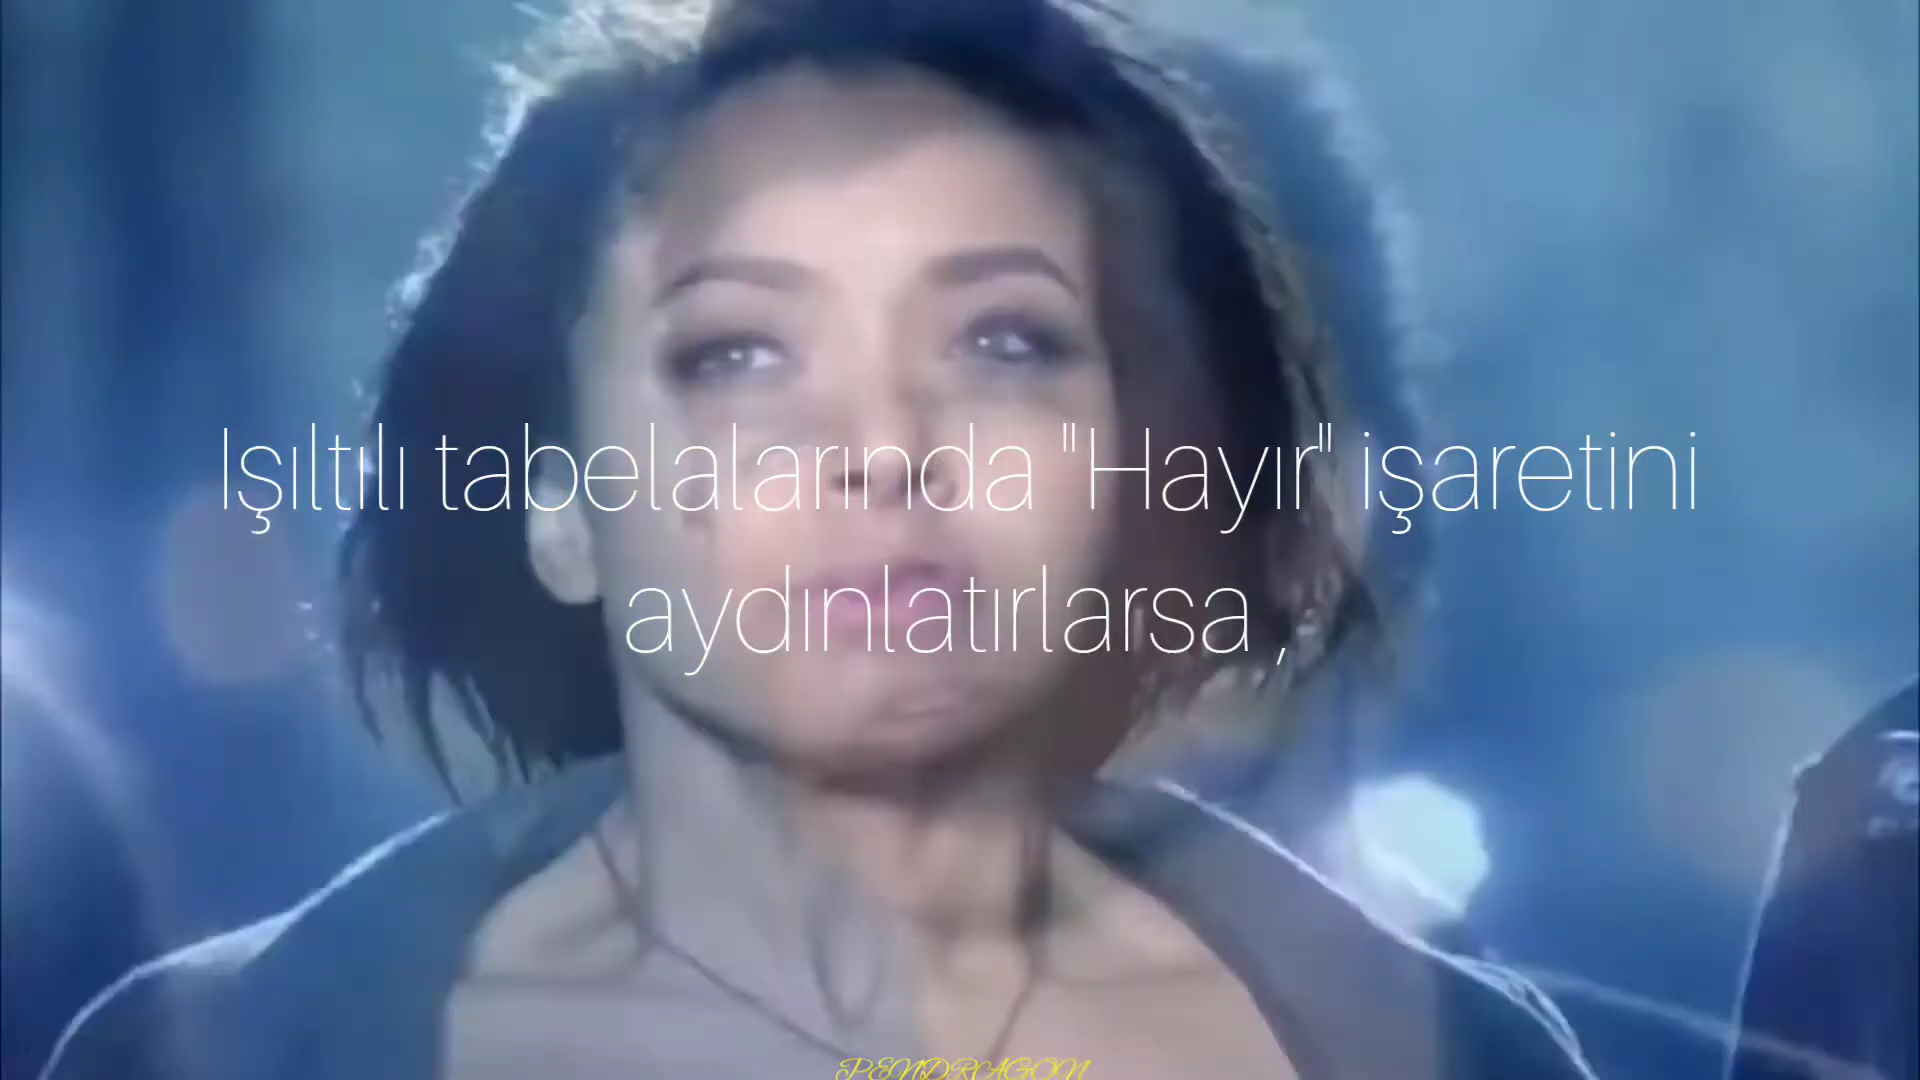 Işıltılı tabelalarında "Hayır" işaretini
aydınlatırlarsa ,
PENDRAGON